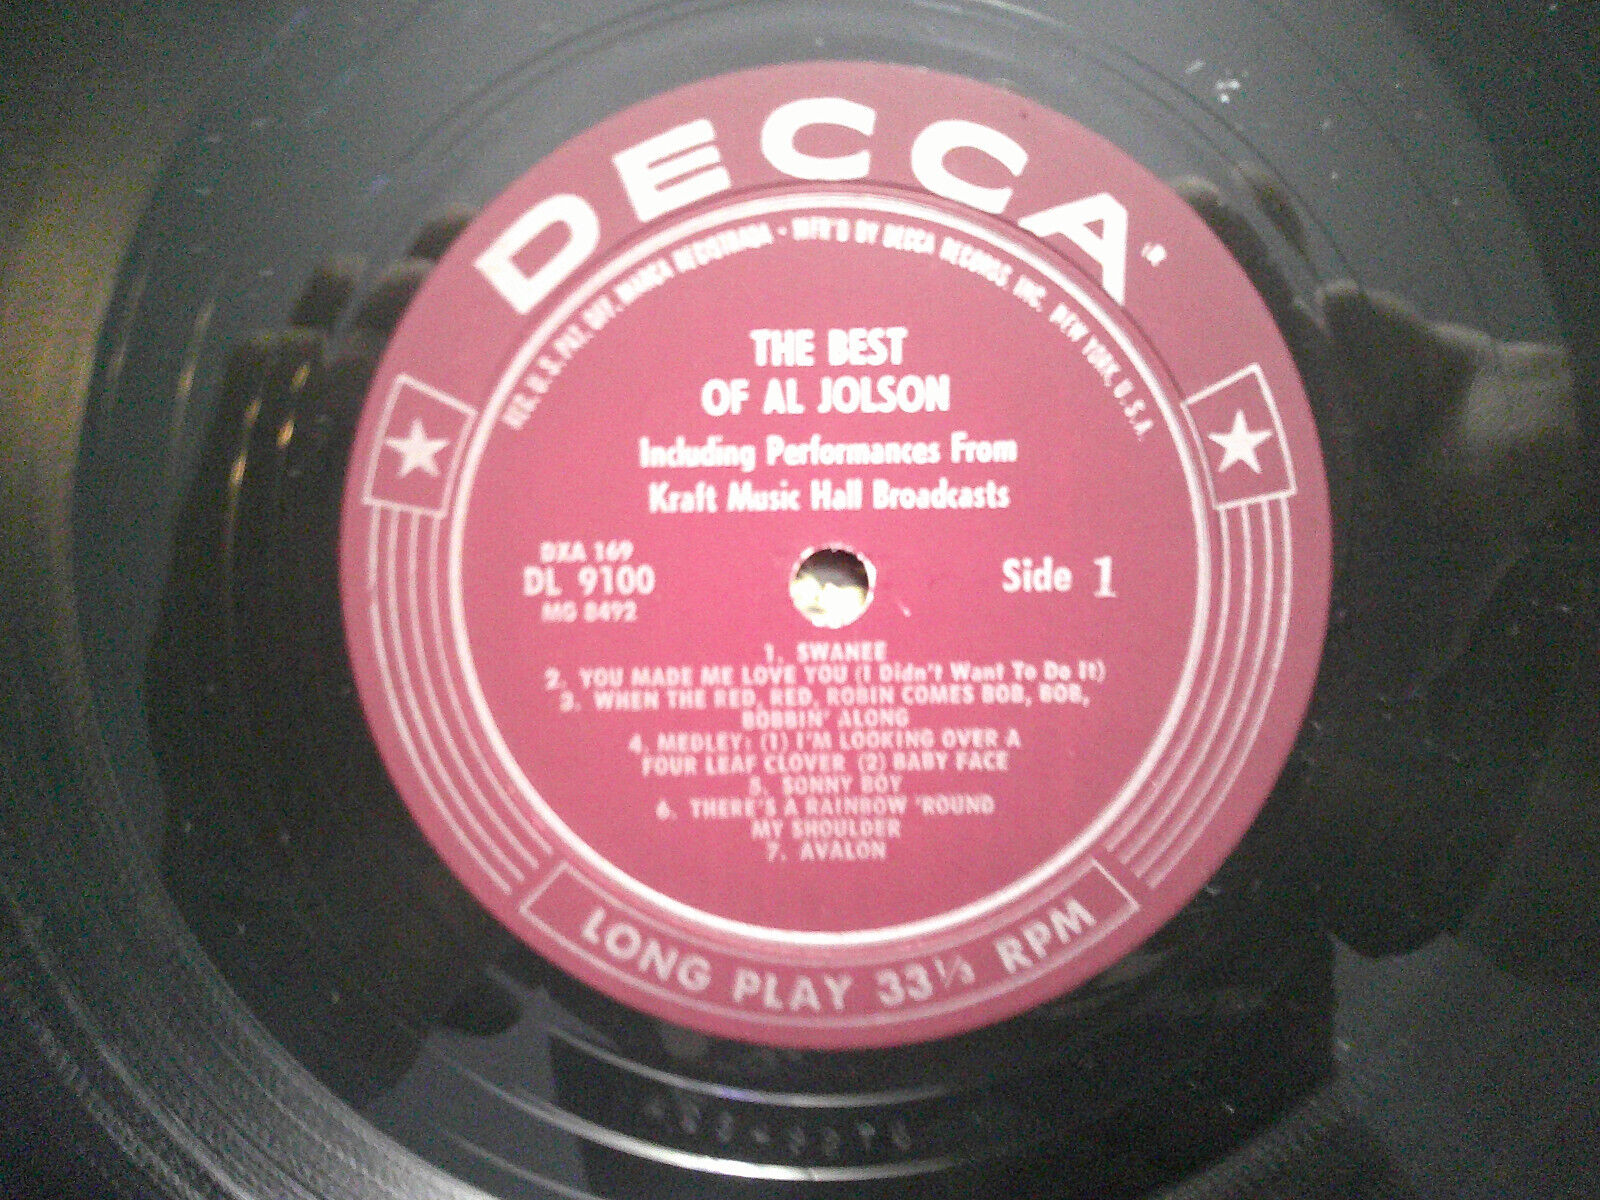 DECCA
REG. U.S. PAT. OFF. MARCA REGISTRADA • MFR'D BY DECCA RECORDS, INC. NEW YORK, U.S.A.
THE BEST
OF AL JOLSON
Including Performances From
Kraft Music Hall Broadcasts
DXA 169
DL 9100
MG 8492
Side 1
1. SWANEE
2. YOU MADE ME LOVE YOU (I Didn't Want To Do It)
3. WHEN THE RED, RED, ROBIN COMES BOB, BOB,
BOBBIN' ALONG
4. MEDLEY: (1) I'M LOOKING OVER A
FOUR LEAF CLOVER (2) BABY FACE
5. SONNY BOY
6. THERE'S A RAINBOW 'ROUND
MY SHOULDER
7. AVALON
LONG PLAY 33 1/3 RPM